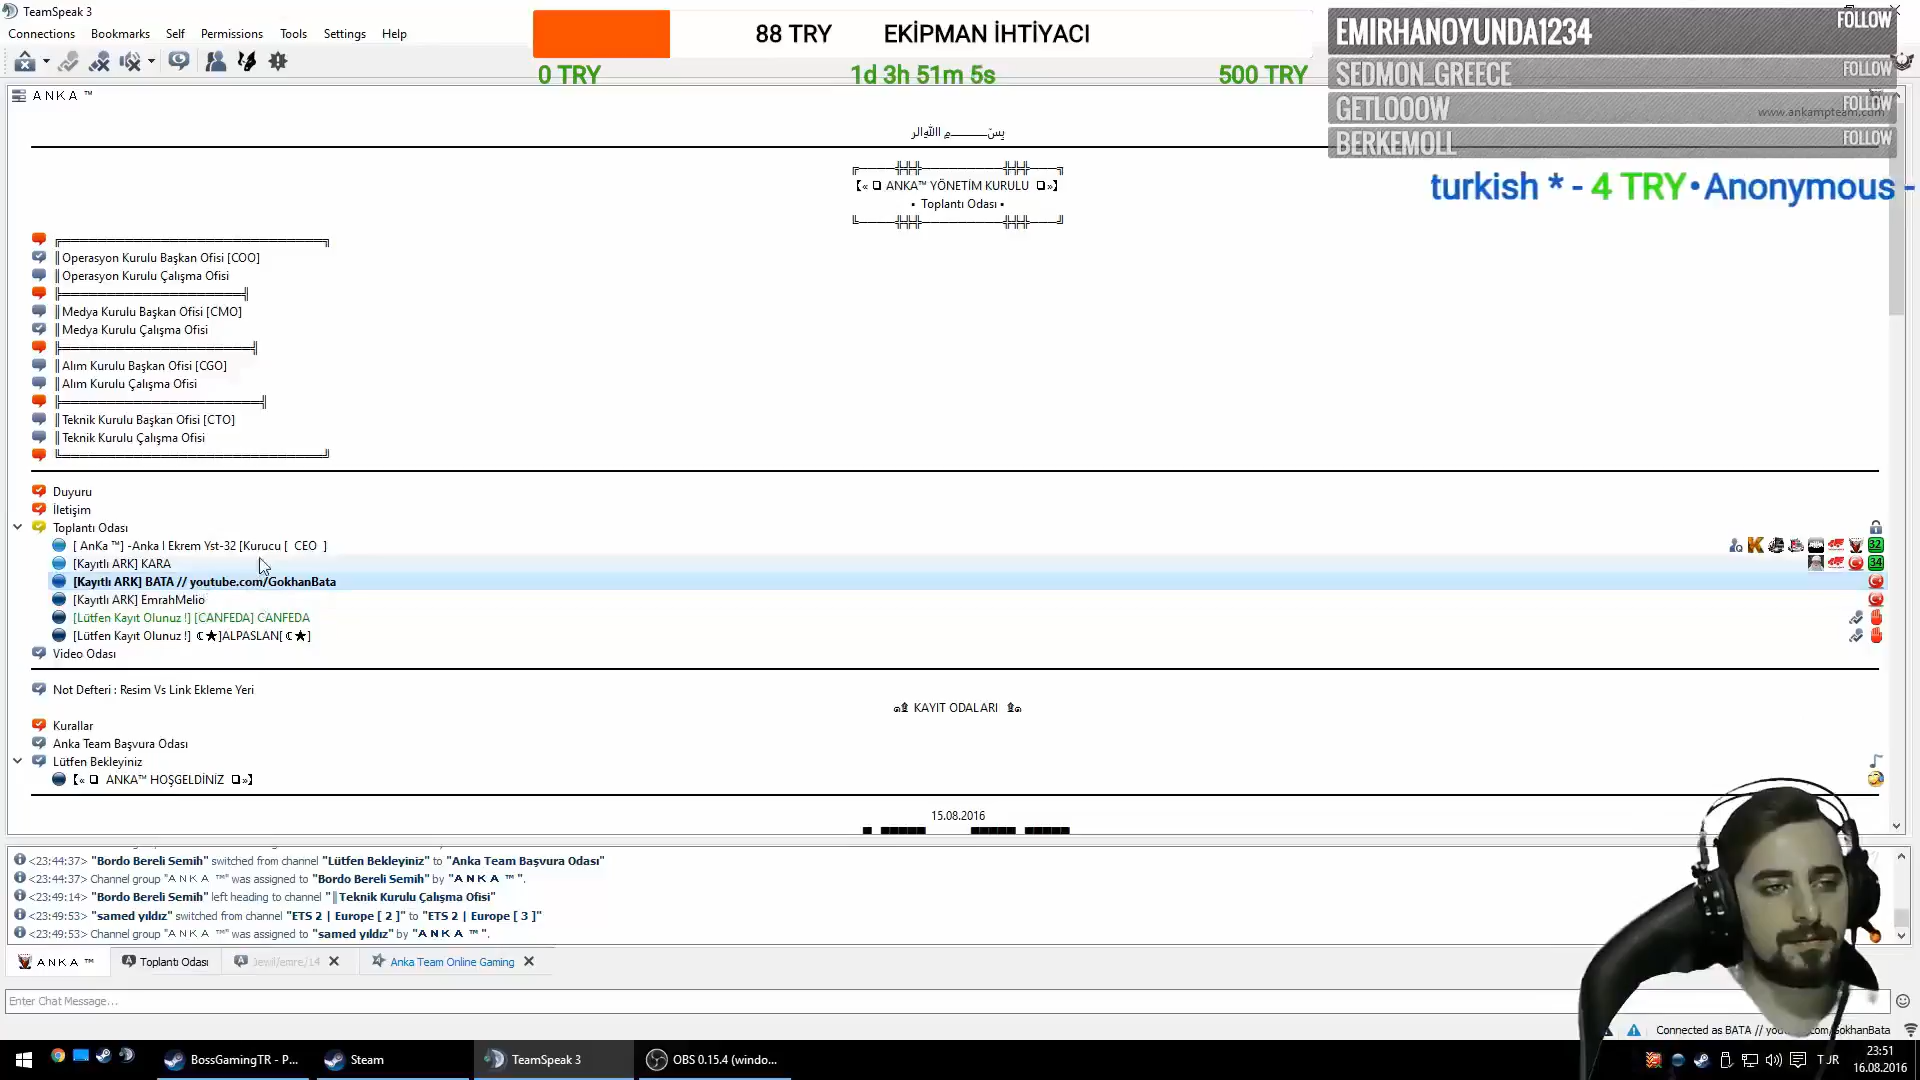 TeamSpeak 3
Connections Bookmarks Self Permissions Tools Settings Help
88 TRY EKİPMAN İHTİYACI
0 TRY 1d 3h 51m 5s 500 TRY
EMIRHANOYUNDA1234 FOLLOW
SEDMON_GREECE FOLLOW
GETLOOOW FOLLOW
www.ankampteam.com
BERKEMOLL FOLLOW
turkish * - 4 TRY • Anonymous -
A N K A ™
【« ❏ ANKA™ YÖNETİM KURULU ❏»】
▪ Toplantı Odası ▪
║Operasyon Kurulu Başkan Ofisi [COO]
║Operasyon Kurulu Çalışma Ofisi
║Medya Kurulu Başkan Ofisi [CMO]
║Medya Kurulu Çalışma Ofisi
║Alım Kurulu Başkan Ofisi [CGO]
║Alım Kurulu Çalışma Ofisi
║Teknik Kurulu Başkan Ofisi [CTO]
║Teknik Kurulu Çalışma Ofisi
Duyuru
İletişim
Toplantı Odası
[ AnKa ™] -Anka l Ekrem Yst-32 [Kurucu [ CEO ]
[Kayıtlı ARK] KARA
[Kayıtlı ARK] BATA // youtube.com/GokhanBata
[Kayıtlı ARK] EmrahMelio
[Lütfen Kayıt Olunuz !] [CANFEDA] CANFEDA
[Lütfen Kayıt Olunuz !] ☾★]ALPASLAN[☾★]
Video Odası
Not Defteri : Resim Vs Link Ekleme Yeri
KAYIT ODALARI
Kurallar
Anka Team Başvura Odası
Lütfen Bekleyiniz
【« ❏ ANKA™ HOŞGELDİNİZ ❏»】
15.08.2016
<23:44:37> "Bordo Bereli Semih" switched from channel "Lütfen Bekleyiniz" to "Anka Team Başvura Odası"
<23:44:37> Channel group "A N K A ™" was assigned to "Bordo Bereli Semih" by "A N K A ™".
<23:49:14> "Bordo Bereli Semih" left heading to "║Teknik Kurulu Çalışma Ofisi"
<23:49:53> "samed yıldız" switched from channel "ETS 2 | Europe [ 2 ]" to "ETS 2 | Europe [ 3 ]"
<23:49:53> Channel group "A N K A ™" was assigned to "samed yıldız" by "A N K A ™".
A N K A ™ Toplantı Odası Jewil/emre/14 Anka Team Online Gaming
Enter Chat Message...
Connected as BATA // GokhanBata
BossGamingTR - P... Steam TeamSpeak 3 OBS 0.15.4 (windo...
TUR 23:51
16.08.2016